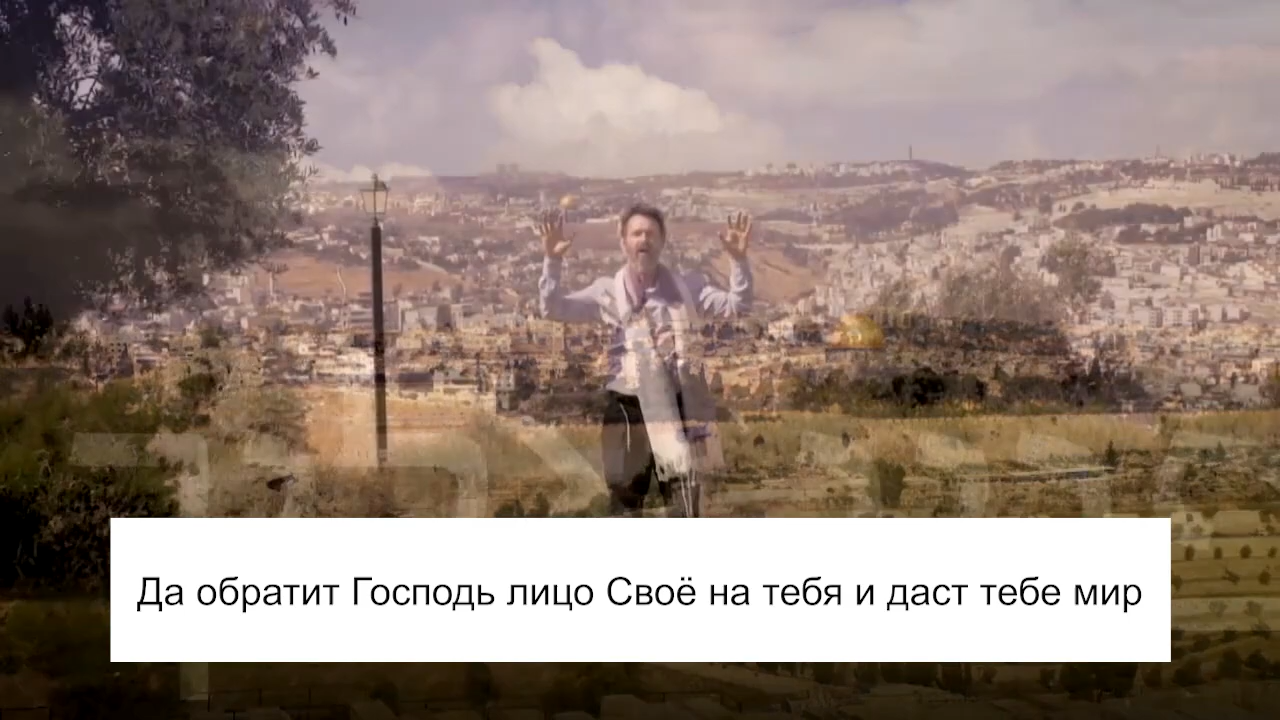 Да обратит Господь лицо Своё на тебя и даст тебе мир